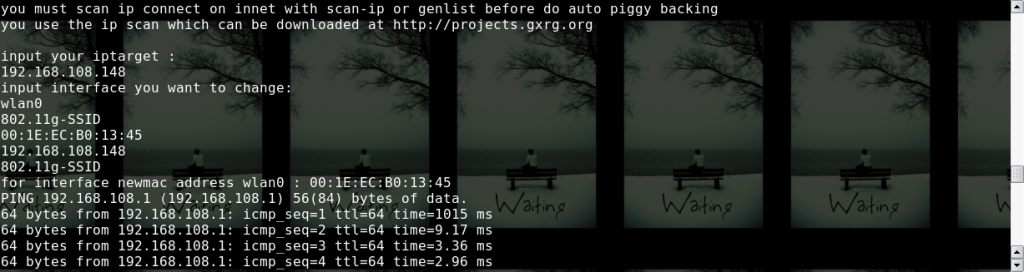 you must scan ip connect on innet with scan-ip or genlist before do auto piggy backing
you use the ip scan which can be downloaded at http://projects.gxrg.org
input your iptarget :
192.168.108.148
input interface you want to change:
wlan0
802.11g-SSID
00:1E:EC:B0:13:45
192.168.108.148
802.11g-SSID
for interface newmac address wlan0 : 00:1E:EC:B0:13:45
PING 192.168.108.1 (192.168.108.1) 56(84) bytes of data.
64 bytes from 192.168.108.1: icmp_seq=1 ttl=64 time=1015 ms
64 bytes from 192.168.108.1: icmp_seq=2 ttl=64 time=9.17 ms
64 bytes from 192.168.108.1: icmp_seq=3 ttl=64 time=3.36 ms
64 bytes from 192.168.108.1: icmp_seq=4 ttl=64 time=2.96 ms
Waiting
Waiting
Waiting